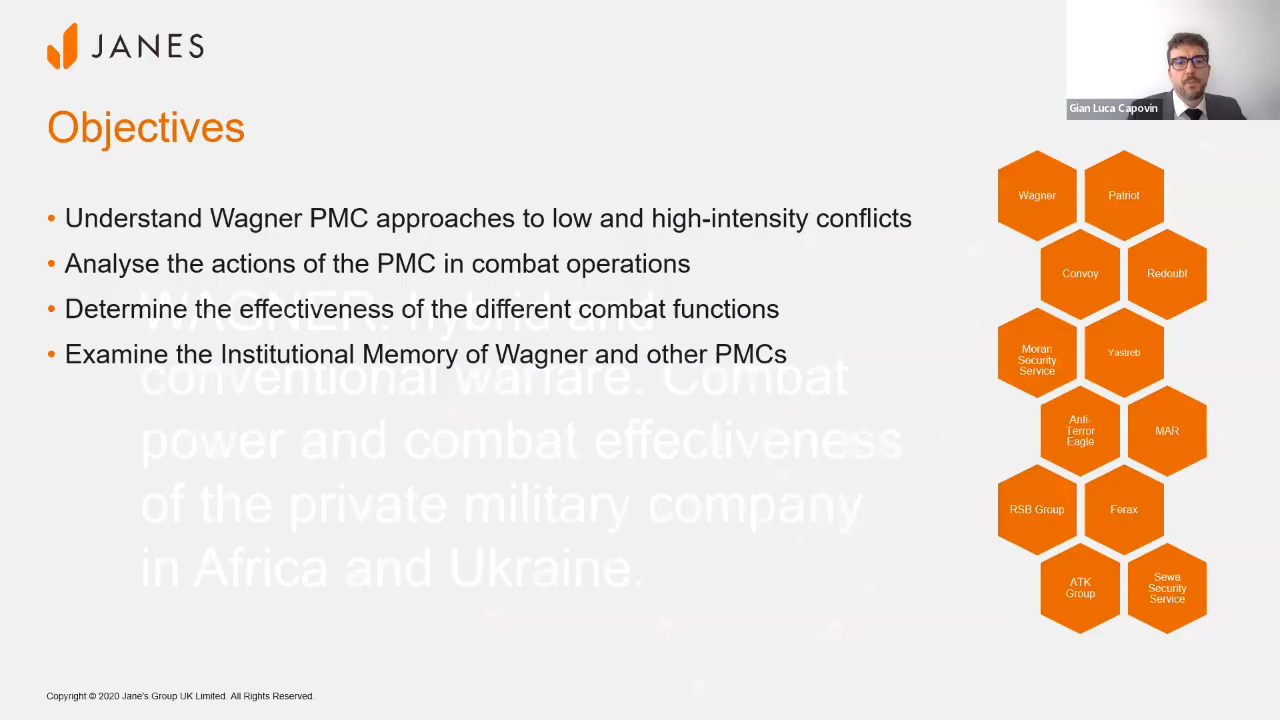 JANES
Gian Luca Capovin
Objectives
• Understand Wagner PMC approaches to low and high-intensity conflicts
• Analyse the actions of the PMC in combat operations
• Determine the effectiveness of the different combat functions
• Examine the Institutional Memory of Wagner and other PMCs
WAGNER: hybrid and
conventional warfare. Combat
power and combat effectiveness
of the private military company
in Africa and Ukraine.
Wagner
Patriot
Convoy
Redoubt
Moran
Security
Service
Yastreb
Anti-
Terror
Eagle
MAR
RSB Group
Ferax
ATK
Group
Sewa
Security
Service
Copyright © 2020 Jane's Group UK Limited. All Rights Reserved.